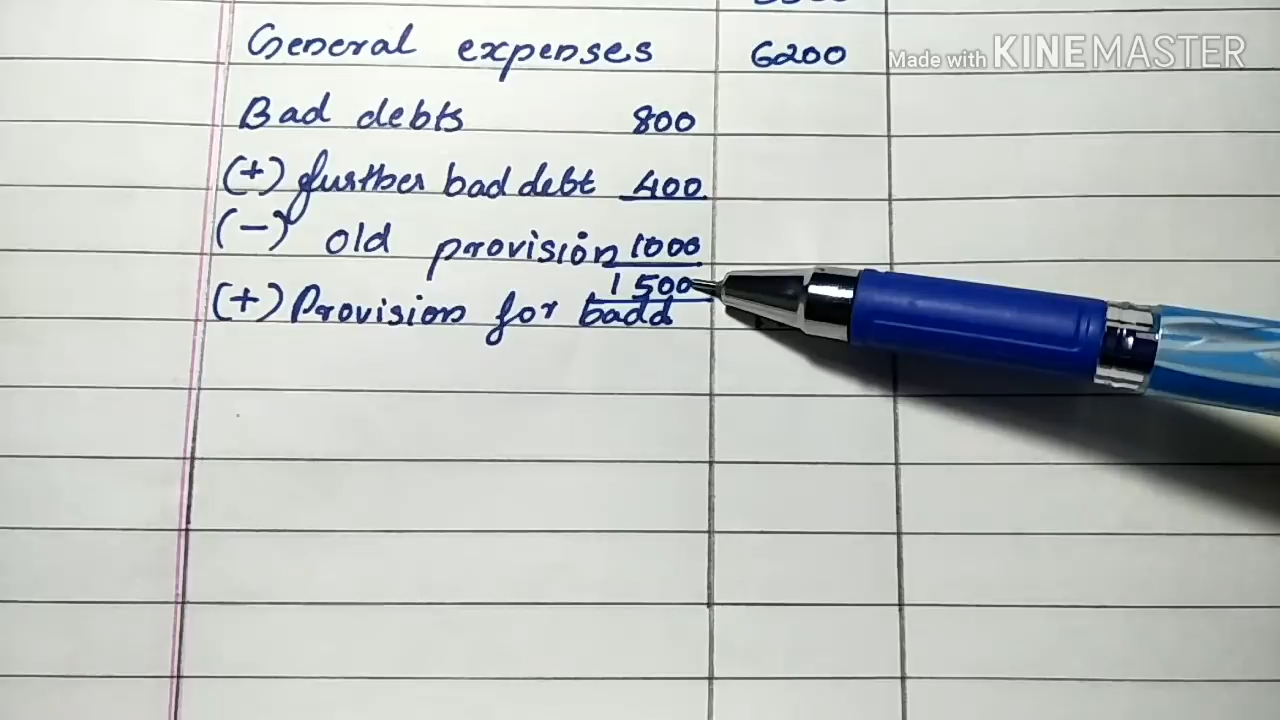 General expenses 6200
Made with KINEMASTER
Bad debts 800
(+) further bad debt 400
(-) old provision 1000
1500
(+) Provision for badd